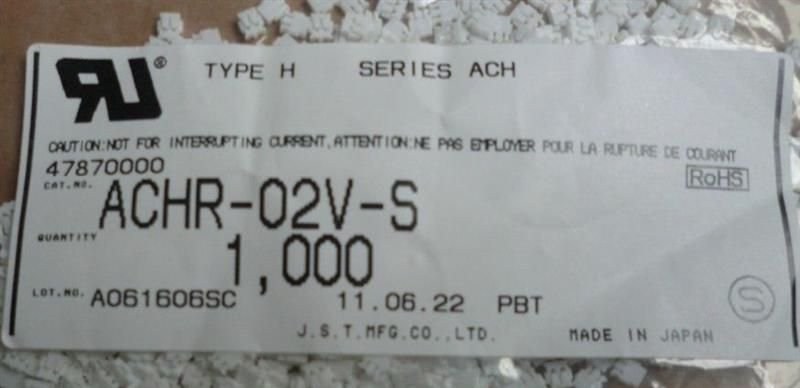 RU® TYPE H SERIES ACH
CAUTION:NOT FOR INTERRUPTING CURRENT,ATTENTION:NE PAS EMPLOYER POUR LA RUPTURE DE COURANT
47870000
RoHS
CAT.NO. ACHR-02V-S
QUANTITY 1,000
LOT.NO. A061606SC 11.06.22 PBT
S
J.S.T.MFG.CO.,LTD. MADE IN JAPAN